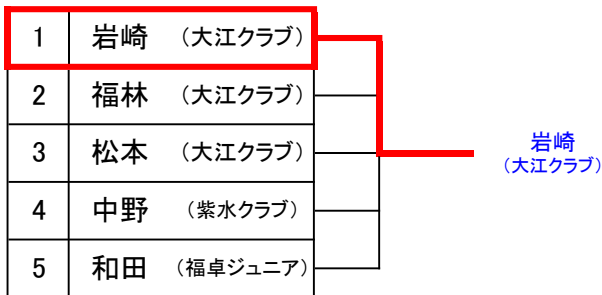 1 岩崎 （大江クラブ）
2 福林 （大江クラブ）
3 松本 （大江クラブ）
岩崎
（大江クラブ）
4 中野 （紫水クラブ）
5 和田 （福卓ジュニア）